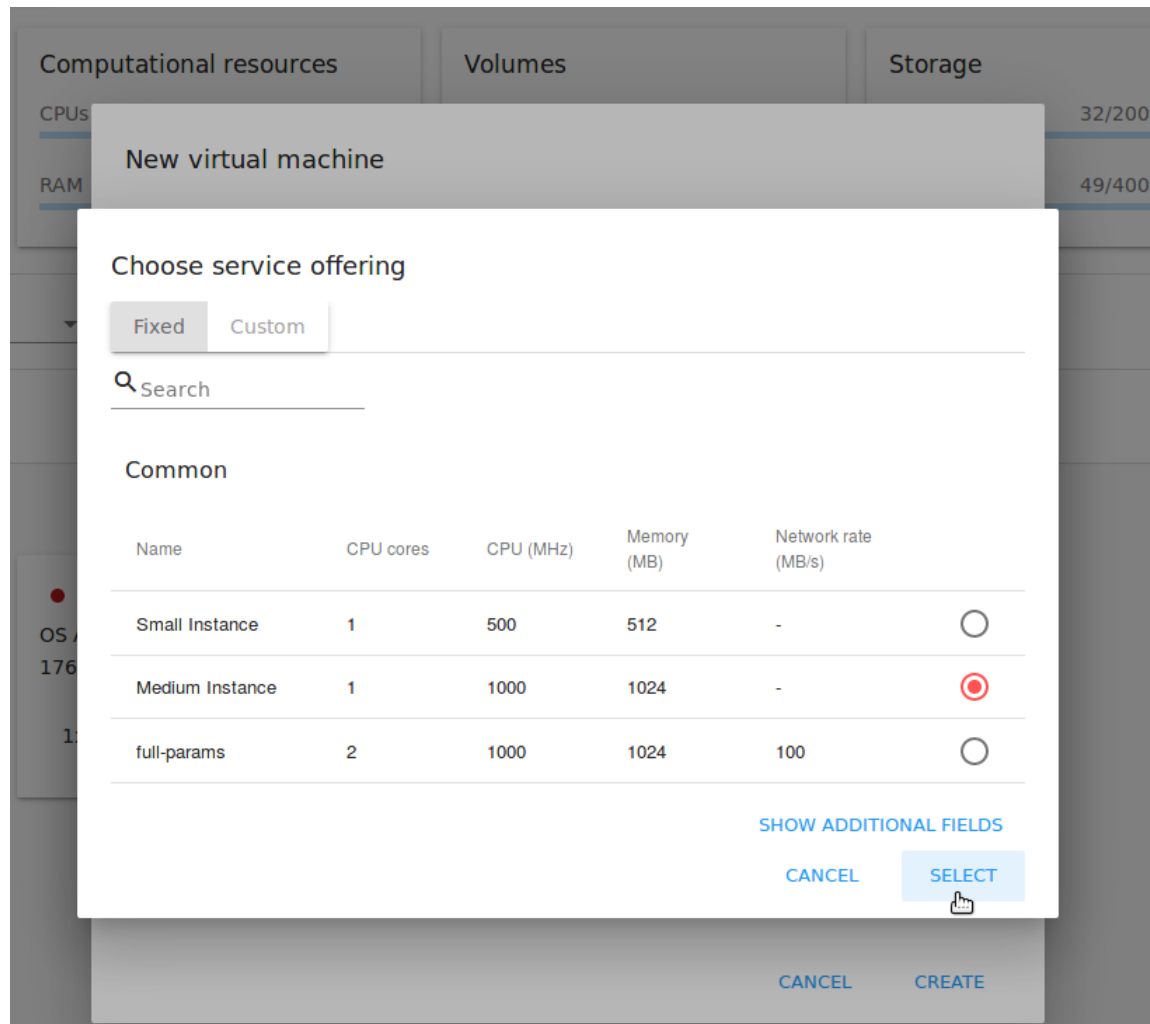 Computational resources
Volumes
Storage
CPUs
32/200
New virtual machine
RAM
49/400
Choose service offering
Fixed
Custom
Search
Common
Name
CPU cores
CPU (MHz)
Memory
(MB)
Network rate
(MB/s)
Small Instance 1 500 512 -
Medium Instance 1 1000 1024 -
full-params 2 1000 1024 100
OS
176
SHOW ADDITIONAL FIELDS
CANCEL SELECT
CANCEL CREATE